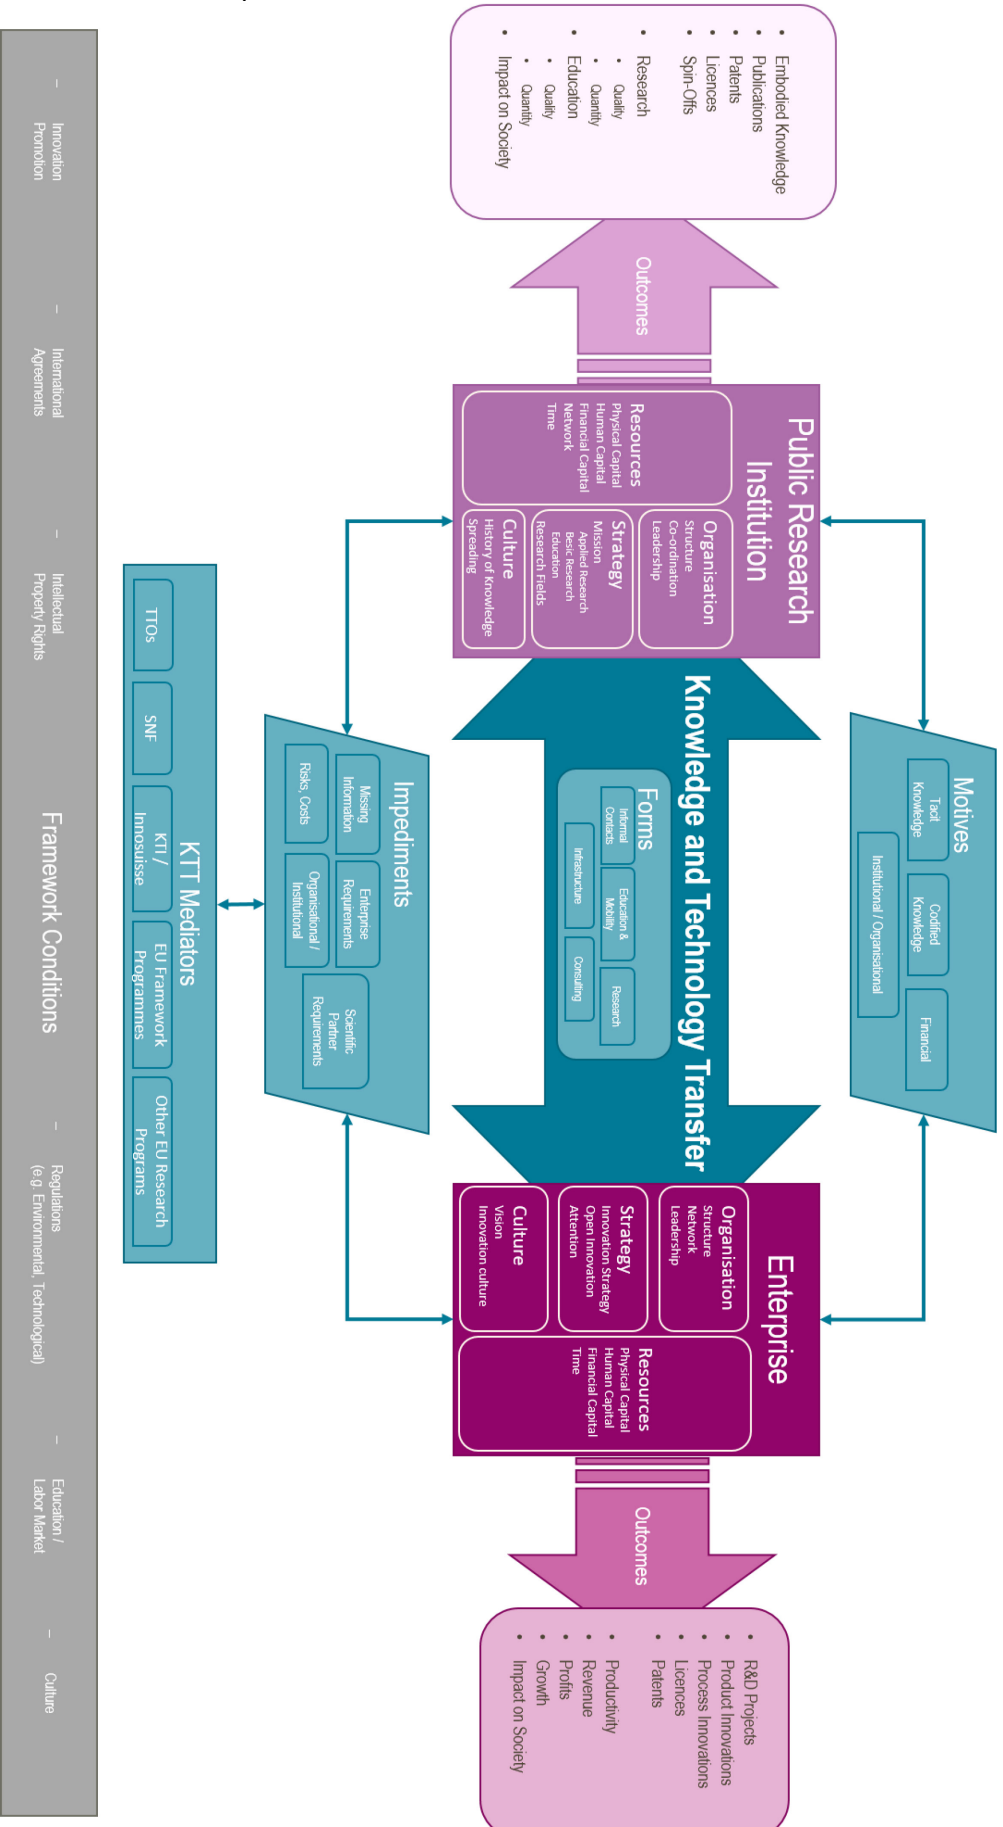 Motives
Tacit
Knowledge
Codified
Knowledge
Financial
Institutional / Organisational
• Embodied Knowledge
• Publications
• Patents
• Licences
• Spin-Offs
• Research
• Quality
• Quantity
• Education
• Quality
• Quantity
• Impact on Society
Outcomes
Public Research
Institution
Resources
Physical Capital
Human Capital
Financial Capital
Network
Time
Organisation
Structure
Co-ordination
Leadership
Strategy
Mission
Applied Research
Besic Research
Education
Research Fields
Culture
History of Knowledge
Spreading
Knowledge and Technology Transfer
Forms
Informal
Contacts
Education &
Mobility
Research
Infrastructure
Consulting
Enterprise
Organisation
Structure
Network
Leadership
Strategy
Innovation Strategy
Open Innovation
Attention
Culture
Vision
Innovation culture
Resources
Physical Capital
Human Capital
Financial Capital
Time
Outcomes
• R&D Projects
• Product Innovations
• Process Innovations
• Licences
• Patents
• Productivity
• Revenue
• Profits
• Growth
• Impact on Society
Impediments
Missing
Information
Enterprise
Requirements
Scientific
Partner
Requirements
Risks, Costs
Organisational /
Institutional
KTT Mediators
TTOs
SNF
KTI /
Innosuisse
EU Framework
Programmes
Other EU Research
Programs
Framework Conditions
– Innovation
Promotion
– International
Agreements
– Intellectual
Property Rights
– Regulations
(e.g. Environmental, Technological)
– Education /
Labor Market
– Culture